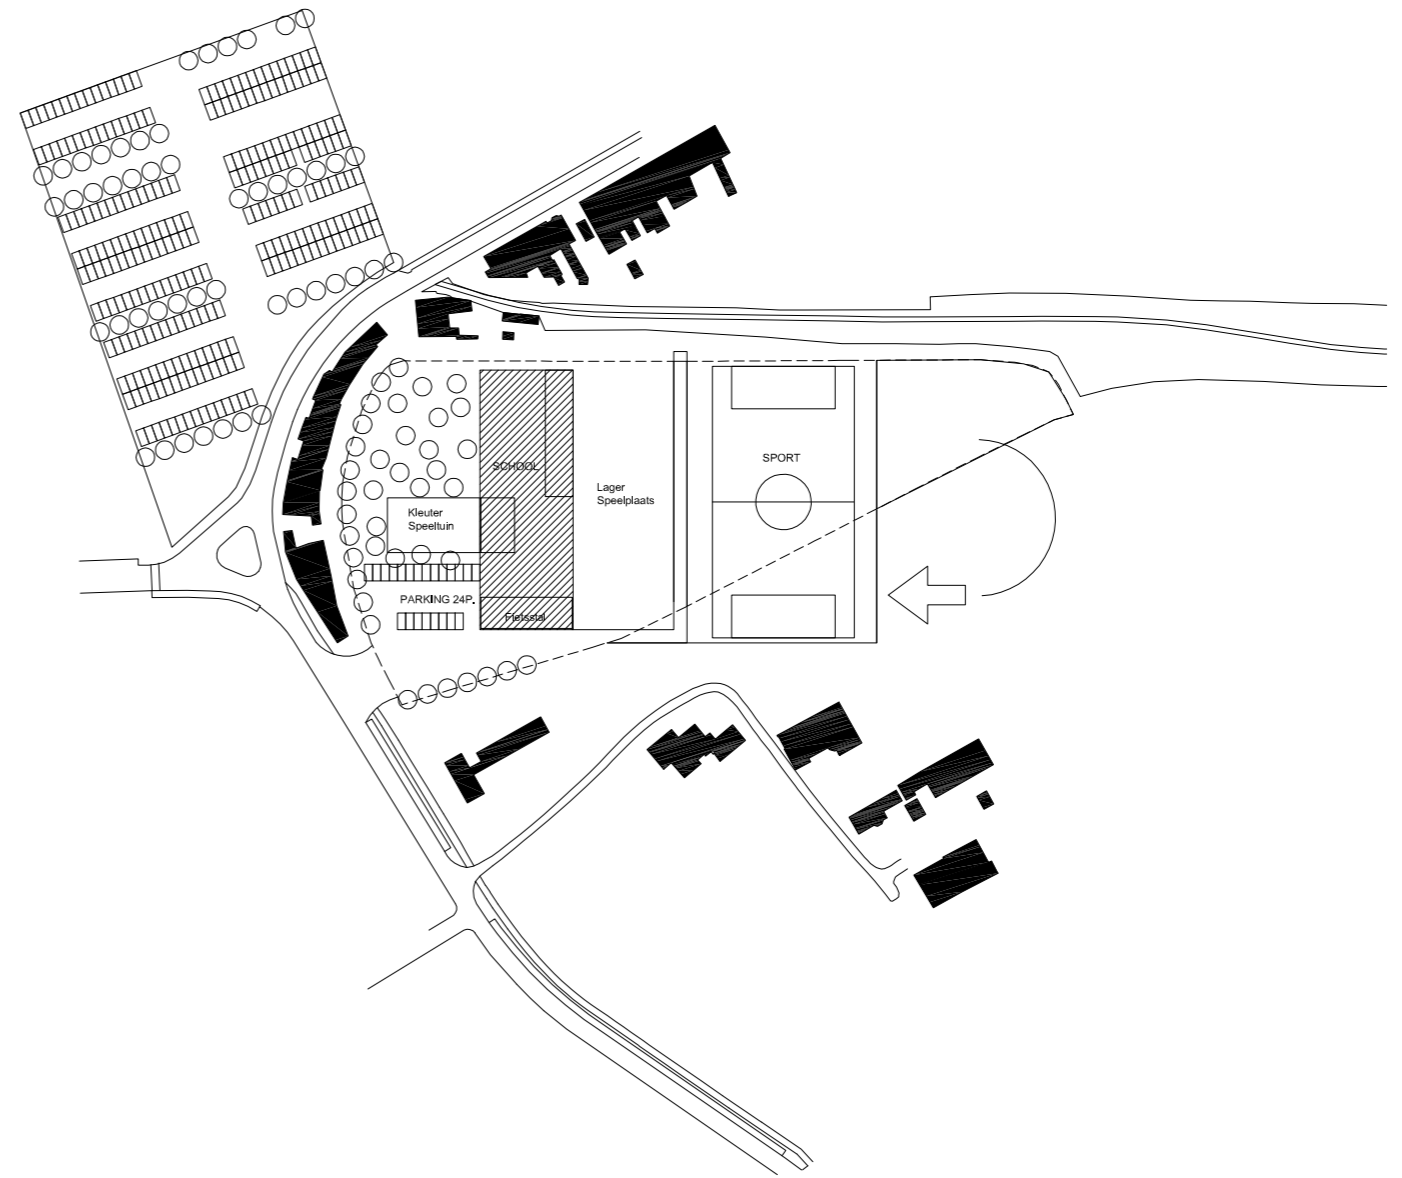 SPORT
SCHOOL
Lager
Speelplaats
Kleuter
Speeltuin
PARKING 24P.
Fietsstal